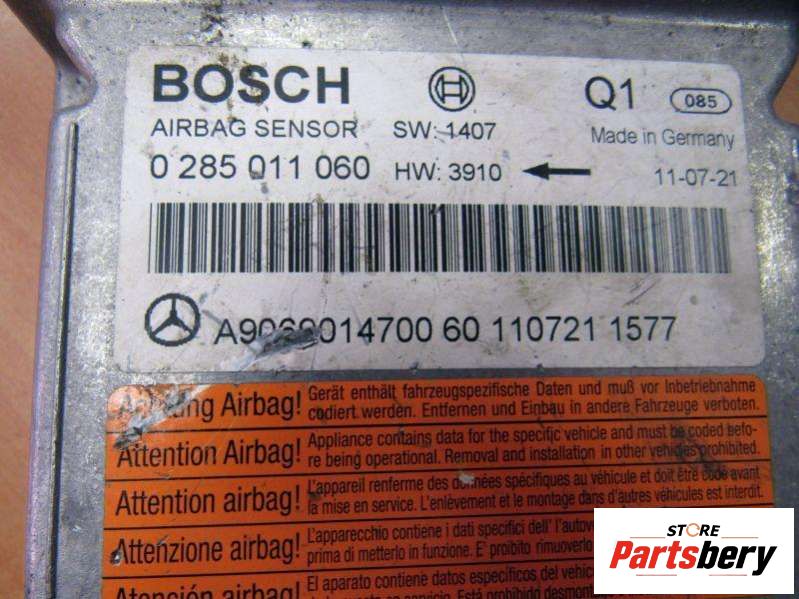 BOSCH
Q1 085
AIRBAG SENSOR SW: 1407 Made in Germany
0 285 011 060 HW: 3910 11-07-21
A9069014700 60 110721 1577
Achtung Airbag! Gerät enthält fahrzeugspezifische Daten und muß vor Inbetriebnahme
codiert werden. Entfernen und Einbau in andere Fahrzeuge verboten.
Attention Airbag! Appliance contains data for the specific vehicle and must be coded befo-
re being operational. Removal and installation in other vehicles prohibited.
Attention airbag! L'appareil renferme des données spécifiques au véhicule et doit être codé avant
la mise en service. L'enlèvement et le montage dans d'autres véhicules est interdit.
Attenzione airbag! L'apparecchio contiene i dati specifici dell'
prima di metterlo in funzione. E' proibito rimuoverlo
Atención airbag! El aparato contiene datos específicos del
STORE
Partsbery